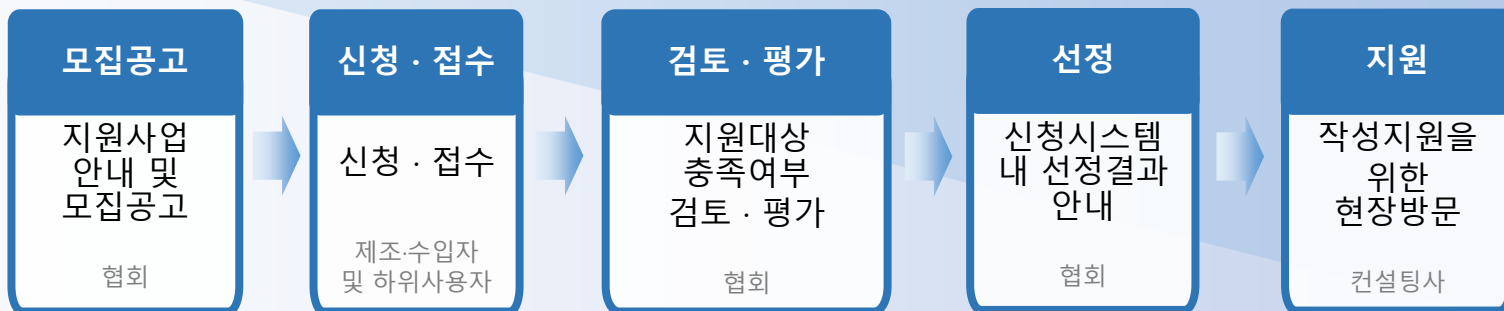 모집공고
지원사업
안내 및
모집공고
협회
신청 · 접수
신청 · 접수
제조·수입자
및 하위사용자
검토 · 평가
지원대상
충족여부
검토 · 평가
협회
선정
신청시스템
내 선정결과
안내
협회
지원
작성지원을
위한
현장방문
컨설팅사